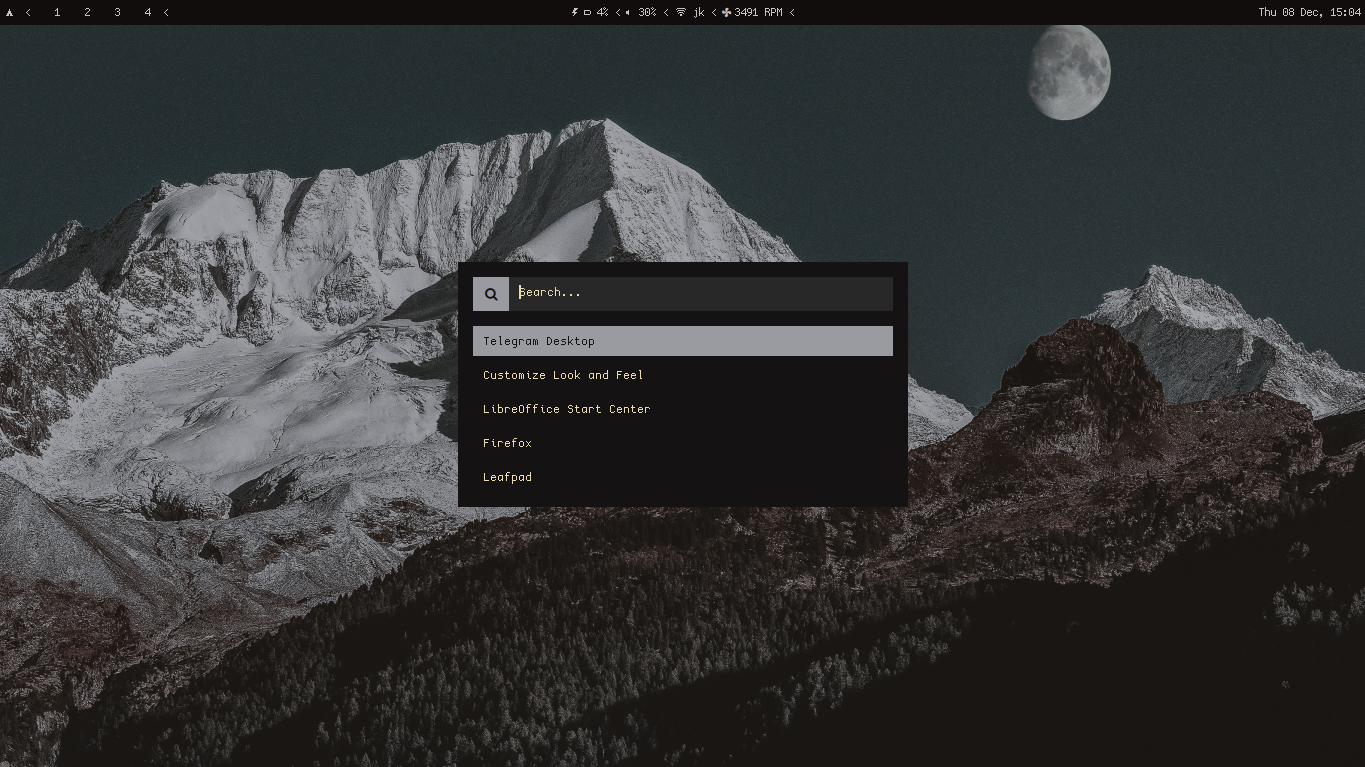 < 1 2 3 4 <
4% < 30% < jk < 3491 RPM <
Thu 08 Dec, 15:04
Search...
Telegram Desktop
Customize Look and Feel
LibreOffice Start Center
Firefox
Leafpad